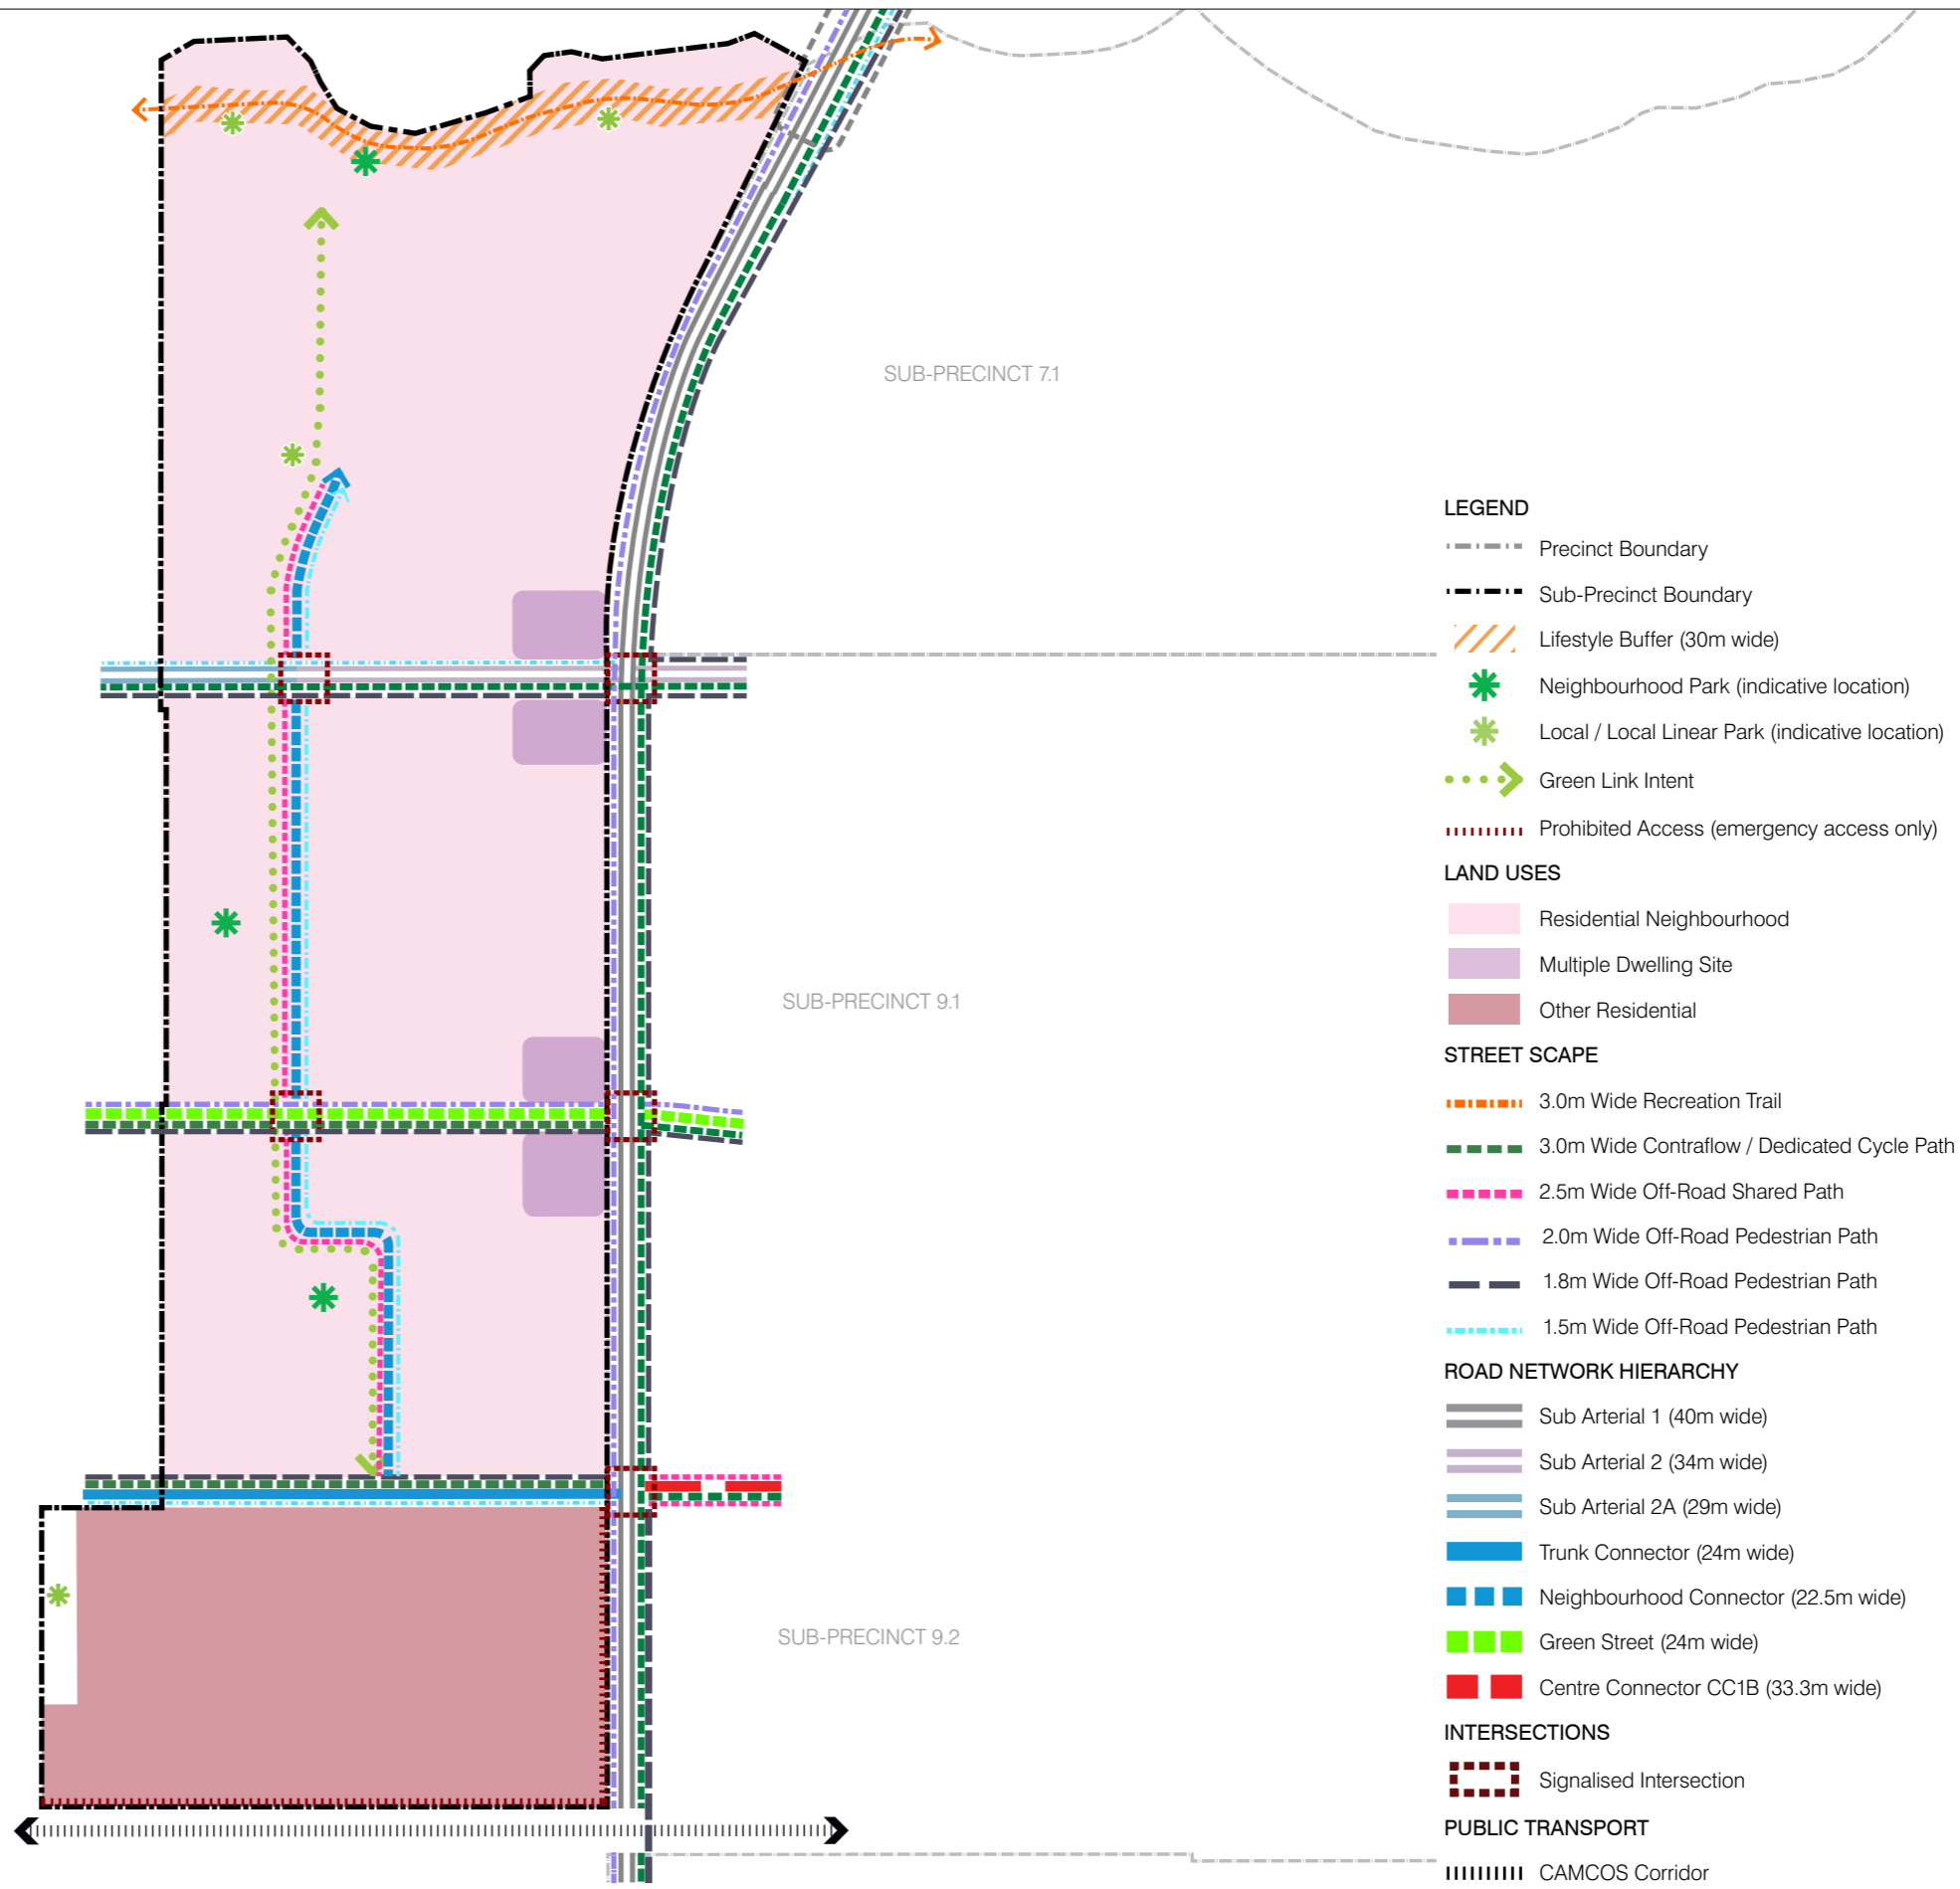 SUB-PRECINCT 7.1
SUB-PRECINCT 9.1
SUB-PRECINCT 9.2
LEGEND
Precinct Boundary
Sub-Precinct Boundary
Lifestyle Buffer (30m wide)
Neighbourhood Park (indicative location)
Local / Local Linear Park (indicative location)
Green Link Intent
Prohibited Access (emergency access only)
LAND USES
Residential Neighbourhood
Multiple Dwelling Site
Other Residential
STREET SCAPE
3.0m Wide Recreation Trail
3.0m Wide Contraflow / Dedicated Cycle Path
2.5m Wide Off-Road Shared Path
2.0m Wide Off-Road Pedestrian Path
1.8m Wide Off-Road Pedestrian Path
1.5m Wide Off-Road Pedestrian Path
ROAD NETWORK HIERARCHY
Sub Arterial 1 (40m wide)
Sub Arterial 2 (34m wide)
Sub Arterial 2A (29m wide)
Trunk Connector (24m wide)
Neighbourhood Connector (22.5m wide)
Green Street (24m wide)
Centre Connector CC1B (33.3m wide)
INTERSECTIONS
Signalised Intersection
PUBLIC TRANSPORT
CAMCOS Corridor